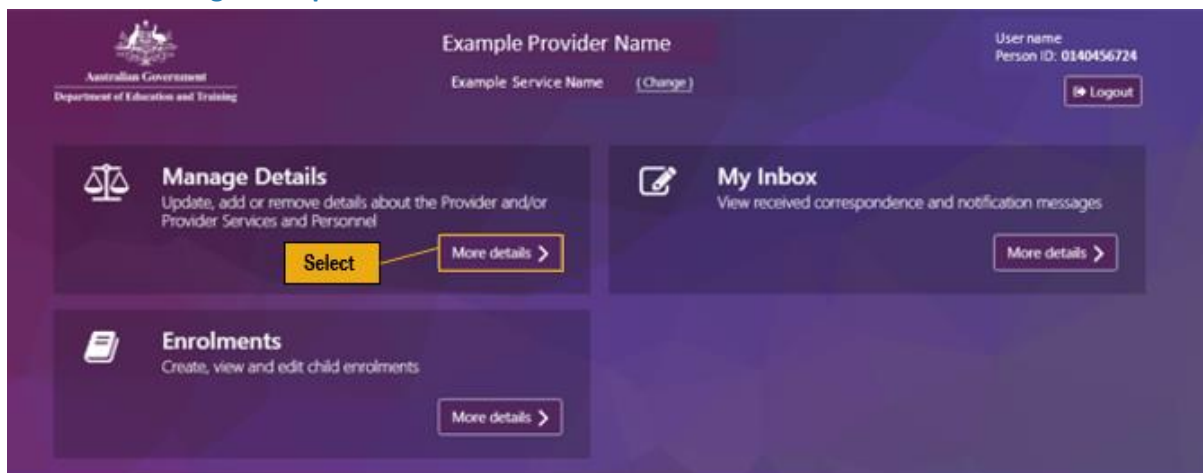 Example Provider Name
User name
Person ID: 0140456724
Australian Government
Department of Education and Training
Example Service Name (Change)
Logout
Manage Details
Update, add or remove details about the Provider and/or
Provider Services and Personnel
Select
More details
My Inbox
View received correspondence and notification messages
More details
Enrolments
Create, view and edit child enrolments
More details